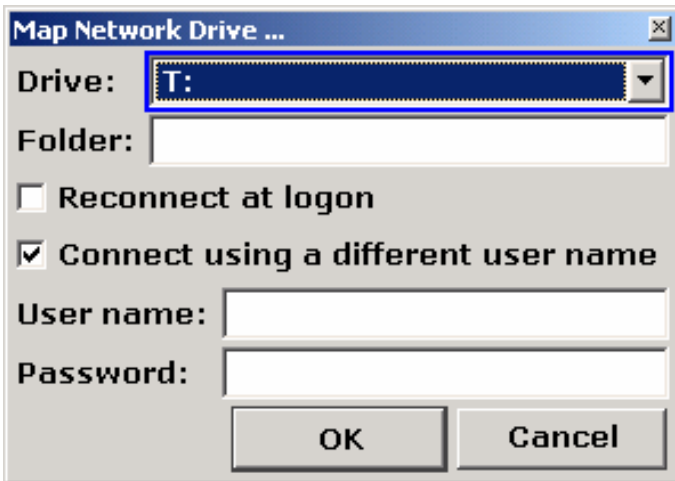 Map Network Drive ...
Drive: T:
Folder:
Reconnect at logon
Connect using a different user name
User name:
Password:
OK Cancel